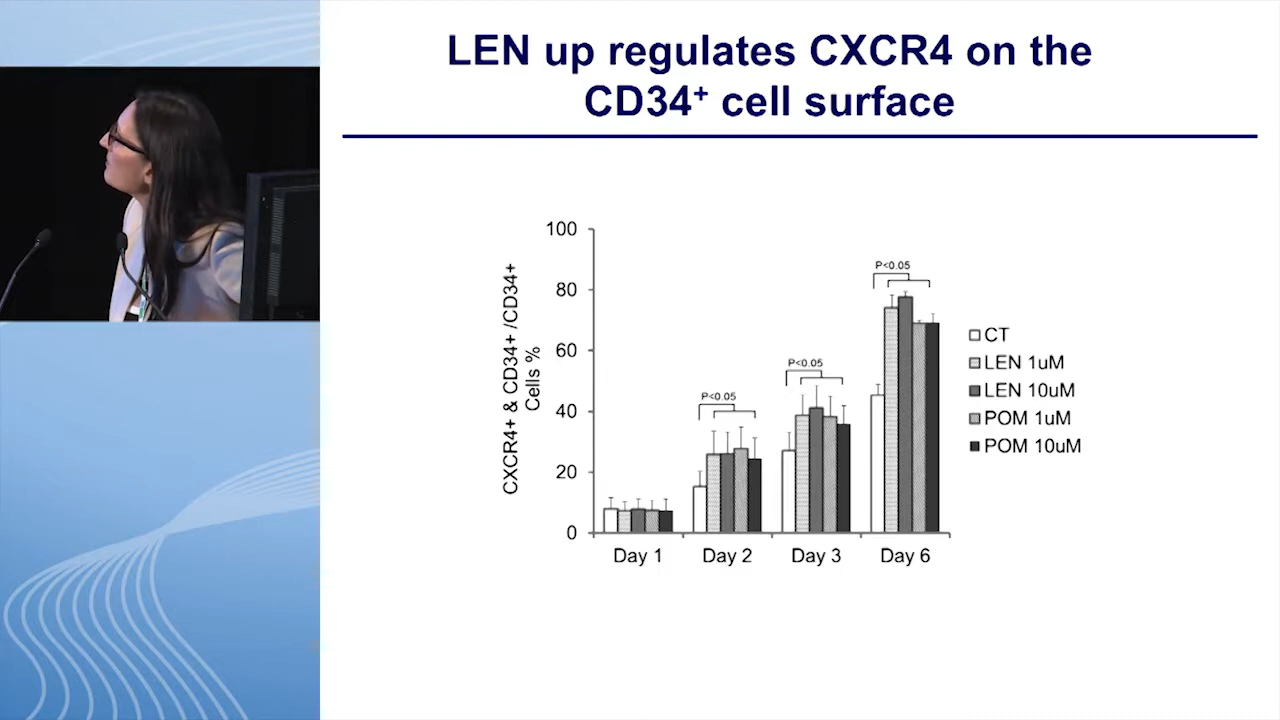 LEN up regulates CXCR4 on the
CD34+ cell surface
CXCR4+ & CD34+ /CD34+
Cells %
100
80
60
40
20
0
P<0.05
P<0.05
P<0.05
Day 1
Day 2
Day 3
Day 6
CT
LEN 1uM
LEN 10uM
POM 1uM
POM 10uM